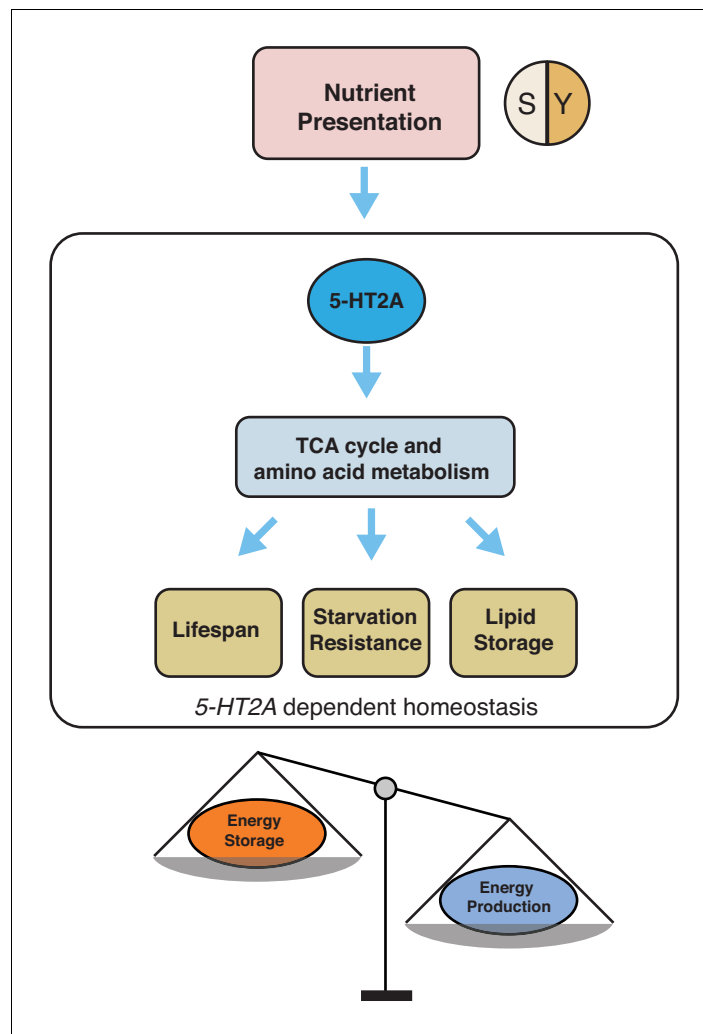 Nutrient
Presentation
S Y
5-HT2A
TCA cycle and
amino acid metabolism
Lifespan
Starvation
Resistance
Lipid
Storage
5-HT2A dependent homeostasis
Energy
Storage
Energy
Production